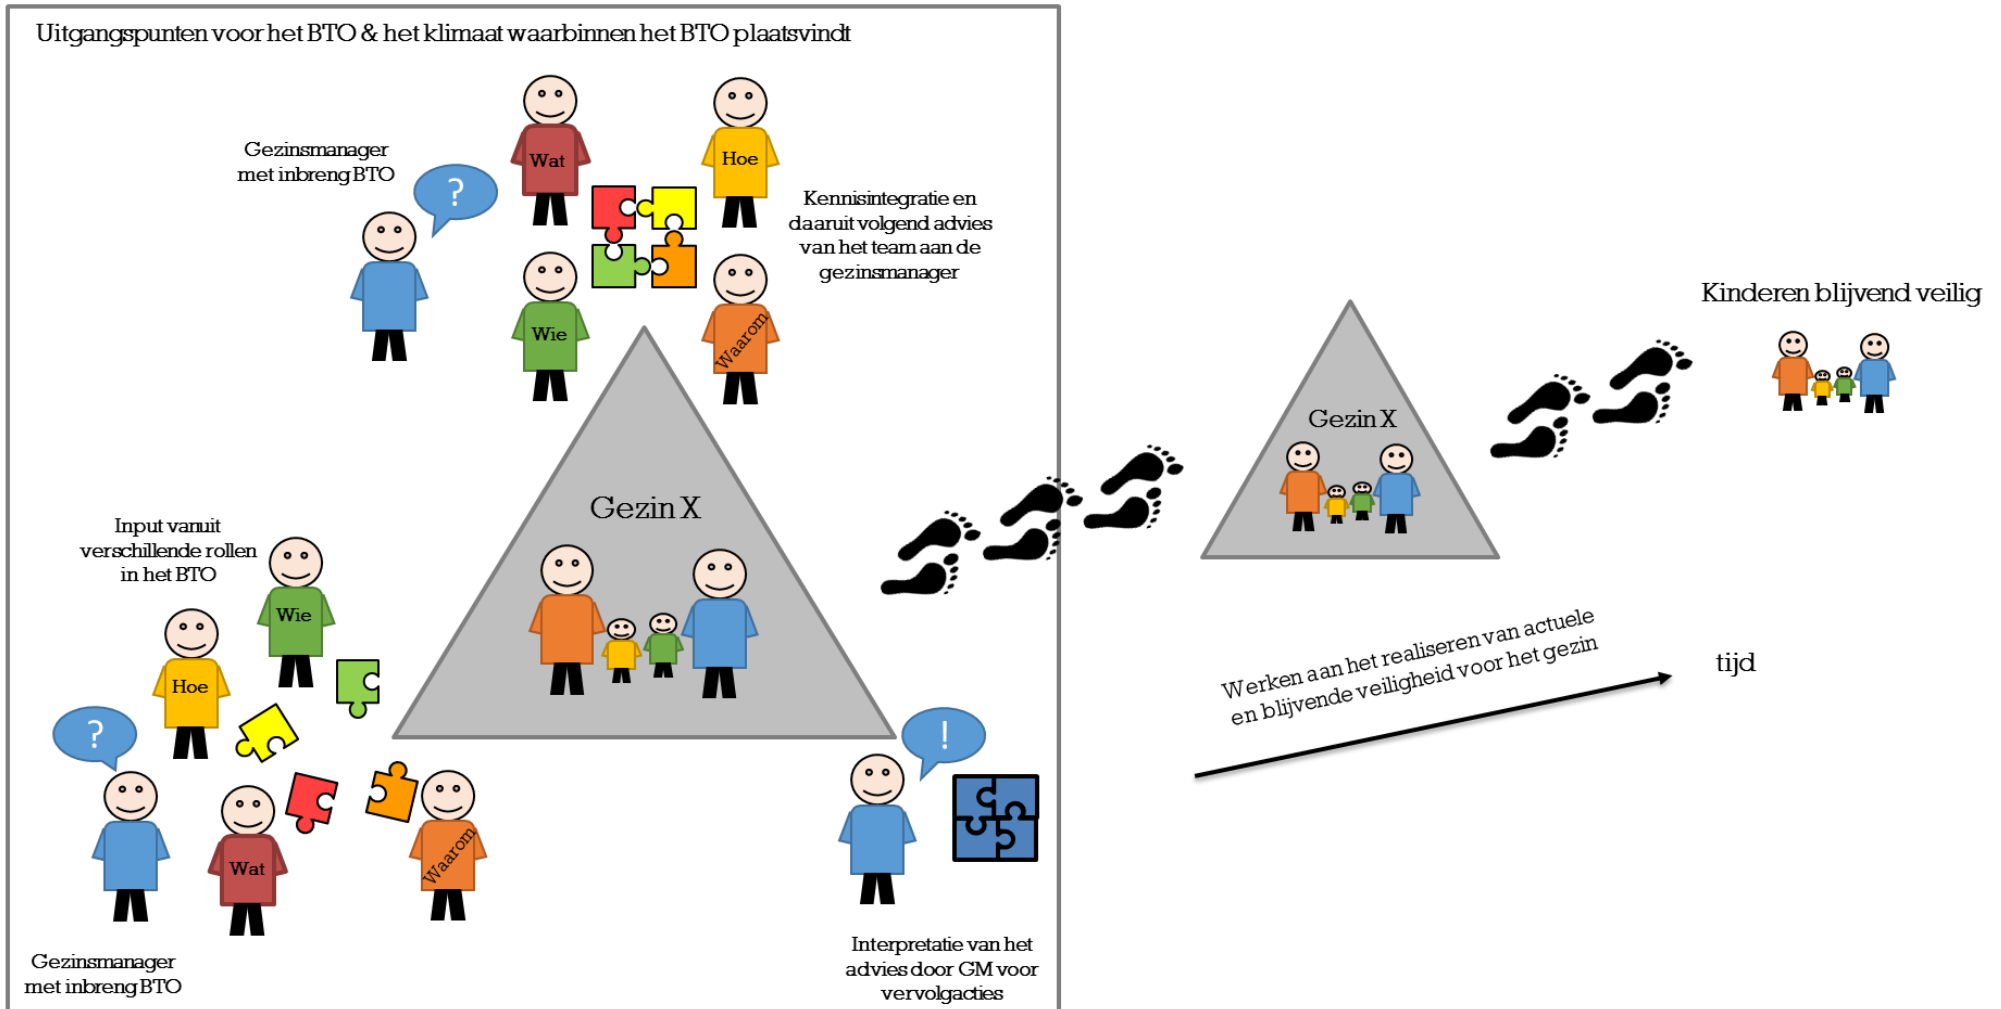 Uitgangspunten voor het BTO & het klimaat waarbinnen het BTO plaatsvindt
Gezinsmanager
met inbreng BTO
?
Wat
Hoe
Wie
Waarom
Kennisintegratie en
daaruit volgend advies
van het team aan de
gezinsmanager
Gezin X
Input vanuit
verschillende rollen
in het BTO
Wie
Hoe
?
Wat
Waarom
Gezinsmanager
met inbreng BTO
!
Interpretatie van het
advies door GM voor
vervolgacties
Gezin X
Kinderen blijvend veilig
Werken aan het realiseren van actuele
en blijvende veiligheid voor het gezin
tijd